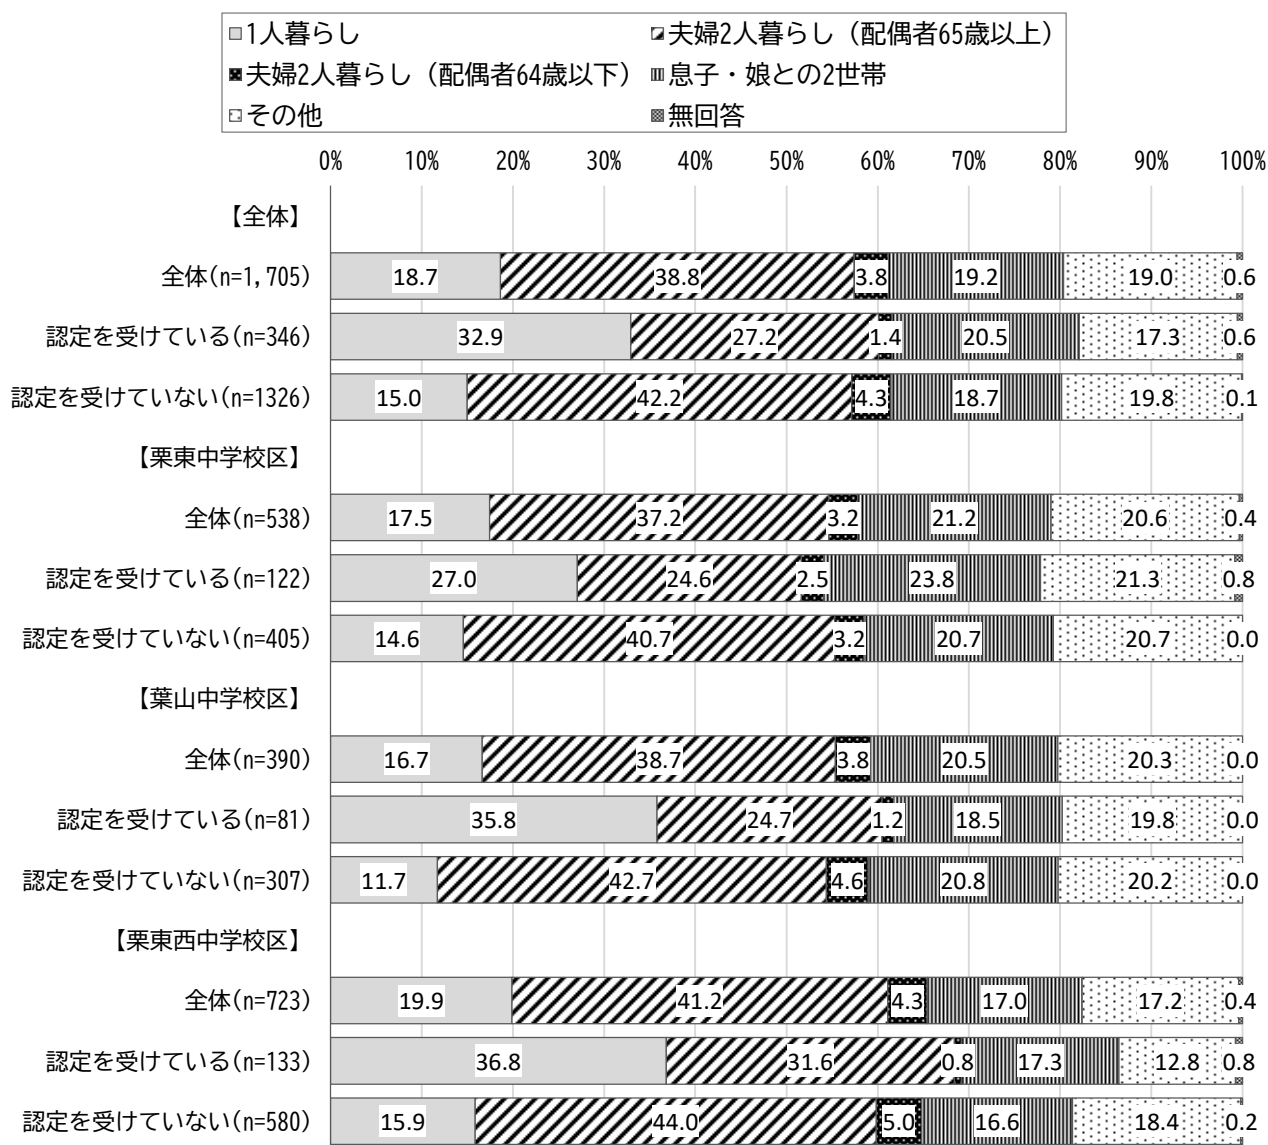 1人暮らし 夫婦2人暮らし（配偶者65歳以上）
夫婦2人暮らし（配偶者64歳以下） 息子・娘との2世帯
その他 無回答
0% 10% 20% 30% 40% 50% 60% 70% 80% 90% 100%
【全体】
全体(n=1,705) 18.7 38.8 3.8 19.2 19.0 0.6
認定を受けている(n=346) 32.9 27.2 1.4 20.5 17.3 0.6
認定を受けていない(n=1326) 15.0 42.2 4.3 18.7 19.8 0.1
【栗東中学校区】
全体(n=538) 17.5 37.2 3.2 21.2 20.6 0.4
認定を受けている(n=122) 27.0 24.6 2.5 23.8 21.3 0.8
認定を受けていない(n=405) 14.6 40.7 3.2 20.7 20.7 0.0
【葉山中学校区】
全体(n=390) 16.7 38.7 3.8 20.5 20.3 0.0
認定を受けている(n=81) 35.8 24.7 1.2 18.5 19.8 0.0
認定を受けていない(n=307) 11.7 42.7 4.6 20.8 20.2 0.0
【栗東西中学校区】
全体(n=723) 19.9 41.2 4.3 17.0 17.2 0.4
認定を受けている(n=133) 36.8 31.6 0.8 17.3 12.8 0.8
認定を受けていない(n=580) 15.9 44.0 5.0 16.6 18.4 0.2